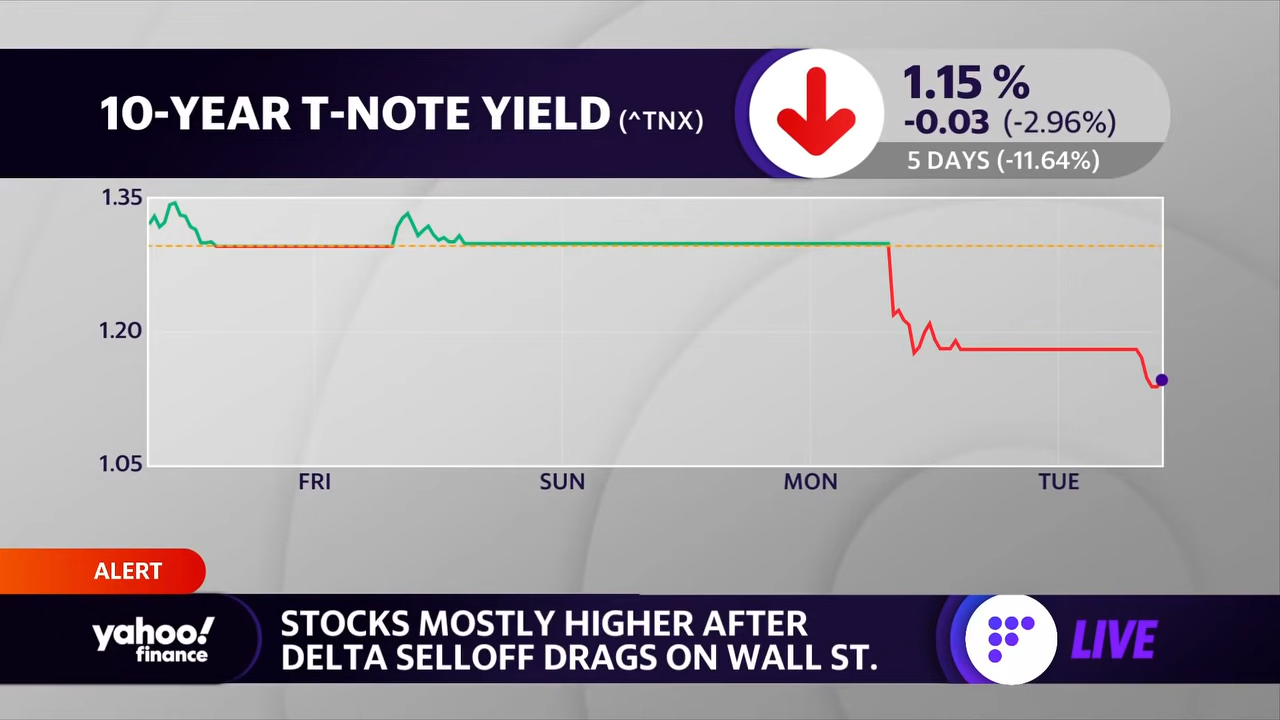 10-YEAR T-NOTE YIELD (^TNX)
1.15 %
-0.03 (-2.96%)
5 DAYS (-11.64%)
1.35
1.20
1.05
FRI SUN MON TUE
ALERT
yahoo!
finance
STOCKS MOSTLY HIGHER AFTER
DELTA SELLOFF DRAGS ON WALL ST.
LIVE